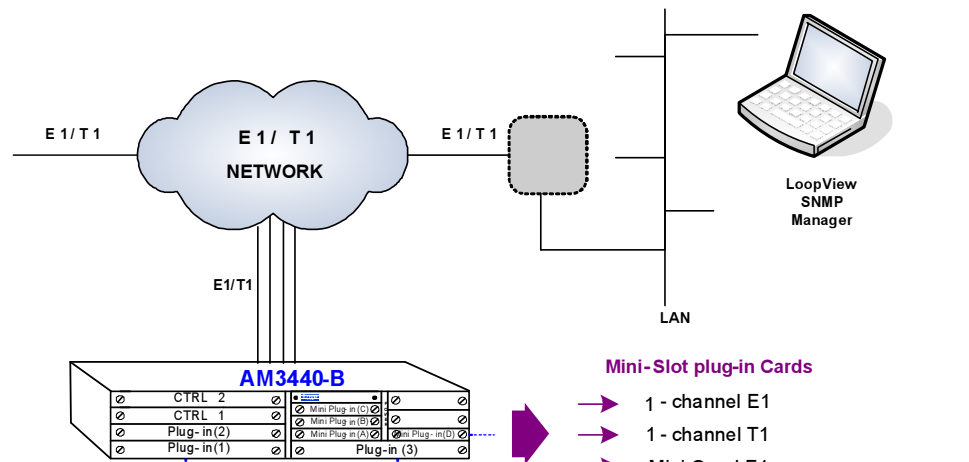 E 1 / T 1
E 1 / T 1
NETWORK
E 1 / T 1
LoopView
SNMP
Manager
E1/T1
LAN
AM3440-B
CTRL 2
CTRL 1
Plug-in(2)
Plug-in(1)
Mini Plug-in(C)
Mini Plug-in(B)
Mini Plug-in(A)
Mini Plug-in(D)
Plug-in (3)
Mini-Slot plug-in Cards
1 - channel E1
1 - channel T1